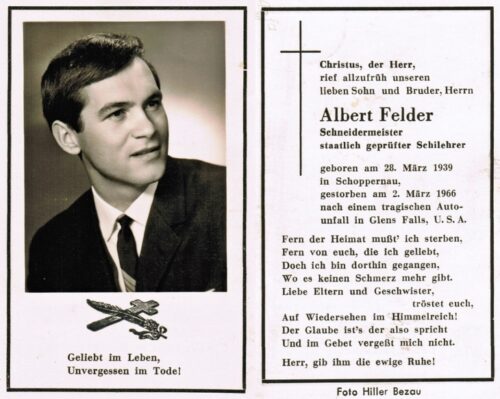 Geliebt im Leben,
Unvergessen im Tode!
Christus, der Herr,
rief allzufrüh unseren
lieben Sohn und Bruder, Herrn
Albert Felder
Schneidermeister
staatlich geprüfter Schilehrer
geboren am 28. März 1939
in Schoppernau,
gestorben am 2. März 1966
nach einem tragischen Auto-
unfall in Glens Falls, U. S. A.
Fern der Heimat mußt' ich sterben,
Fern von euch, die ich geliebt,
Doch ich bin dorthin gegangen,
Wo es keinen Schmerz mehr gibt.
Liebe Eltern und Geschwister,
tröstet euch,
Auf Wiedersehen im Himmelreich!
Der Glaube ist's der also spricht
Und im Gebet vergeßt mich nicht.
Herr, gib ihm die ewige Ruhe!
Foto Hiller Bezau